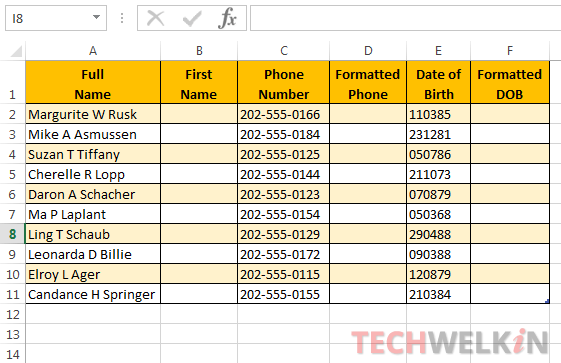 I8
fx
A B C D E F
Full First Phone Formatted Date of Formatted
1 Name Name Number Phone Birth DOB
2 Margurite W Rusk 202-555-0166 110385
3 Mike A Asmussen 202-555-0184 231281
4 Suzan T Tiffany 202-555-0125 050786
5 Cherelle R Lopp 202-555-0144 211073
6 Daron A Schacher 202-555-0123 070879
7 Ma P Laplant 202-555-0154 050368
8 Ling T Schaub 202-555-0129 290488
9 Leonarda D Billie 202-555-0172 090388
10 Elroy L Ager 202-555-0115 120879
11 Candance H Springer 202-555-0155 210384
12
13
14
TECHWELKiN